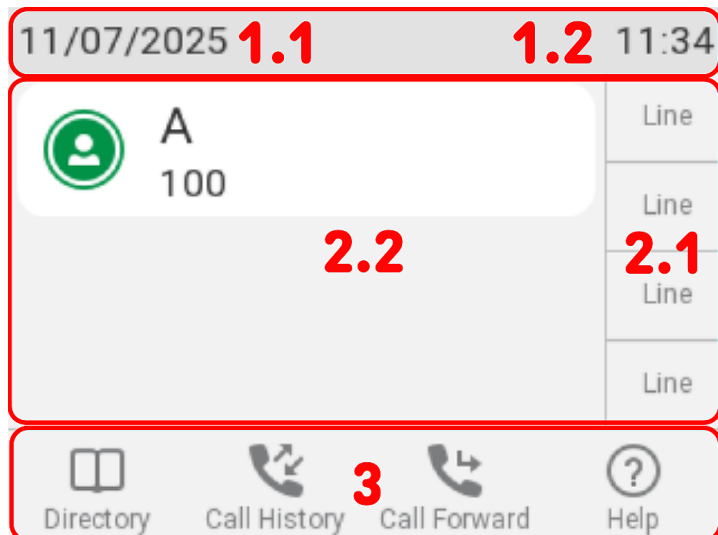 11/07/2025 1.1 1.2 11:34
A
100
Line
Line
2.2 2.1
Line
Line
3
Directory Call History Call Forward Help